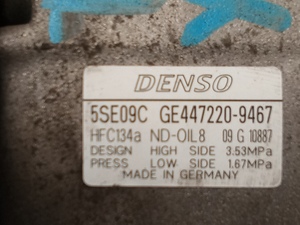 DENSO
5SE09C GE447220-9467
HFC134a ND-OIL8 09 G 10887
DESIGN HIGH SIDE 3.53MPa
PRESS LOW SIDE 1.67MPa
MADE IN GERMANY